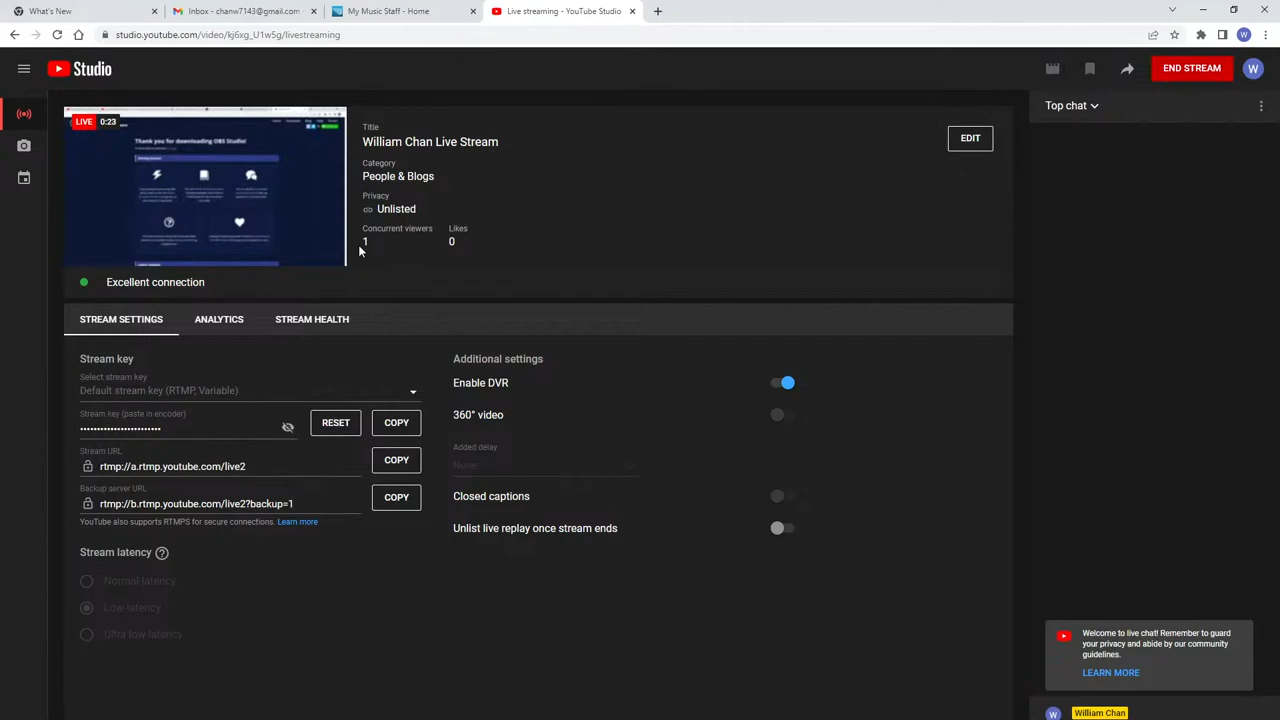 What's New
Inbox - chanw7143@gmail.com
My Music Staff - Home
Live streaming - YouTube Studio
studio.youtube.com/video/kj6xg_U1w5g/livestreaming
W
Studio
END STREAM
W
LIVE 0:23
Thank you for downloading OBS Studio!
Title
William Chan Live Stream
Category
People & Blogs
Privacy
Unlisted
Concurrent viewers
1
Likes
0
EDIT
Top chat
Excellent connection
STREAM SETTINGS
ANALYTICS
STREAM HEALTH
Stream key
Select stream key
Default stream key (RTMP, Variable)
Stream key (paste in encoder)
••••••••••••••••••••••••
RESET
COPY
Stream URL
rtmp://a.rtmp.youtube.com/live2
COPY
Backup server URL
rtmp://b.rtmp.youtube.com/live2?backup=1
COPY
YouTube also supports RTMPS for secure connections. Learn more
Stream latency
Normal latency
Low-latency
Ultra low-latency
Additional settings
Enable DVR
360° video
Added delay
None
Closed captions
Unlist live replay once stream ends
Welcome to live chat! Remember to guard
your privacy and abide by our community
guidelines.
LEARN MORE
W
William Chan